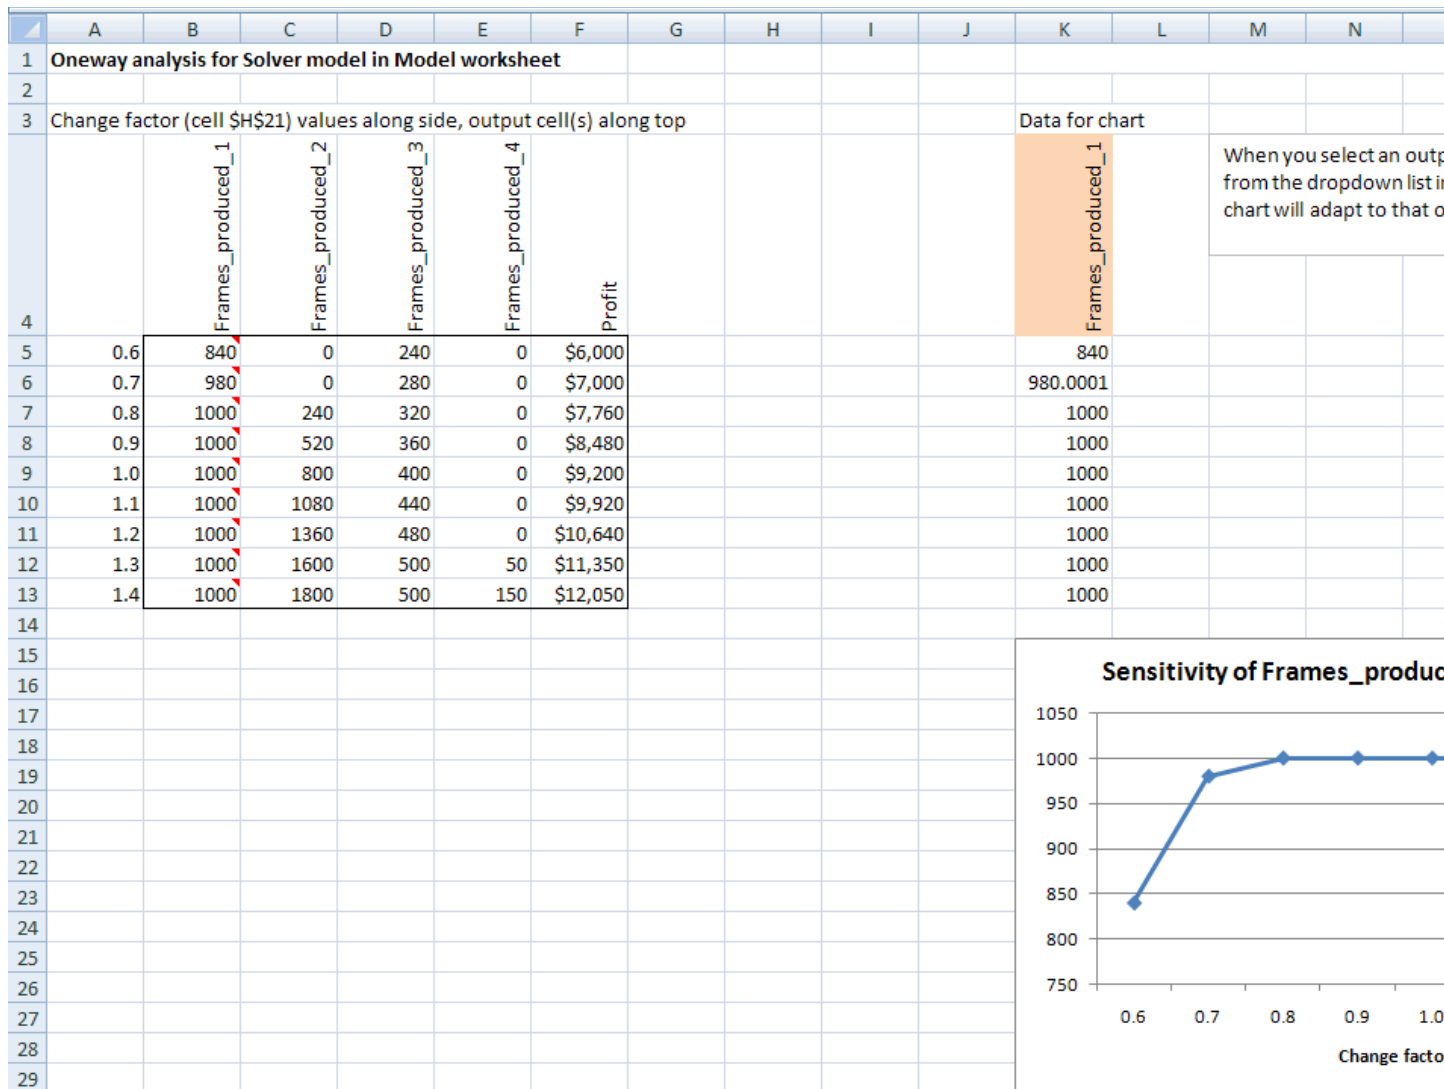 A B C D E F G H I J K L M N
1 Oneway analysis for Solver model in Model worksheet
2
3 Change factor (cell $H$21) values along side, output cell(s) along top Data for chart
4 Frames_produced_1 Frames_produced_2 Frames_produced_3 Frames_produced_4 Profit Frames_produced_1
When you select an
from the dropdown list
chart will adapt to that
5 0.6 840 0 240 0 $6,000 840
6 0.7 980 0 280 0 $7,000 980.0001
7 0.8 1000 240 320 0 $7,760 1000
8 0.9 1000 520 360 0 $8,480 1000
9 1.0 1000 800 400 0 $9,200 1000
10 1.1 1000 1080 440 0 $9,920 1000
11 1.2 1000 1360 480 0 $10,640 1000
12 1.3 1000 1600 500 50 $11,350 1000
13 1.4 1000 1800 500 150 $12,050 1000
14
15
16
17
18
19
20
21
22
23
24
25
26
27
28
29
Sensitivity of Frames_produc
1050
1000
950
900
850
800
750
0.6 0.7 0.8 0.9 1.0
Change facto